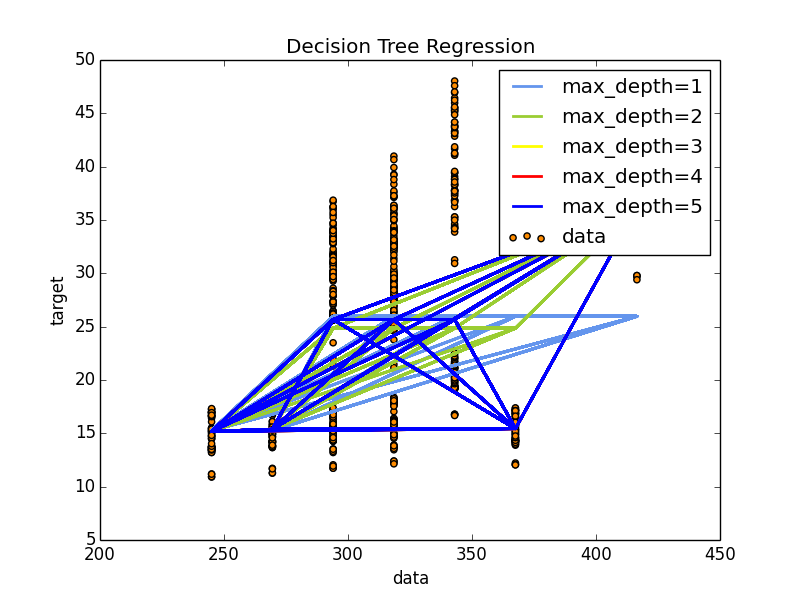 Decision Tree Regression
50
45
40
35
30
25
20
15
10
5
target
200
250
300
350
400
450
data
max_depth=1
max_depth=2
max_depth=3
max_depth=4
max_depth=5
data